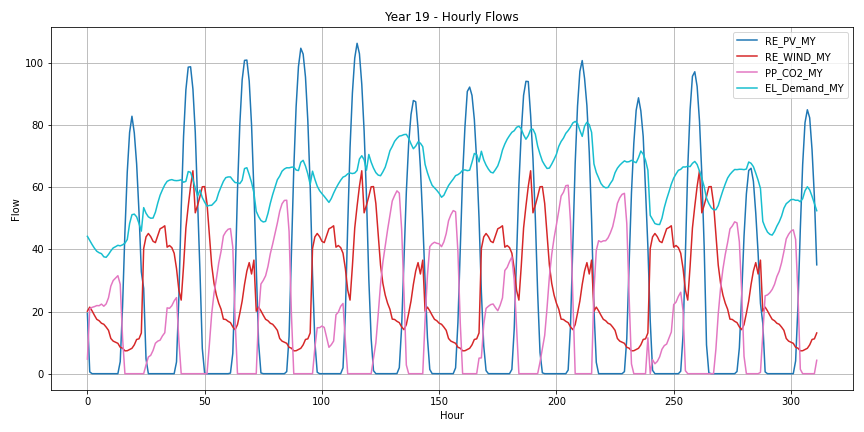 Year 19 - Hourly Flows
RE_PV_MY
RE_WIND_MY
PP_CO2_MY
EL_Demand_MY
Flow
100
80
60
40
20
0
0 50 100 150 200 250 300
Hour